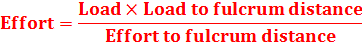 Effort = Load × Load to fulcrum distance / Effort to fulcrum distance